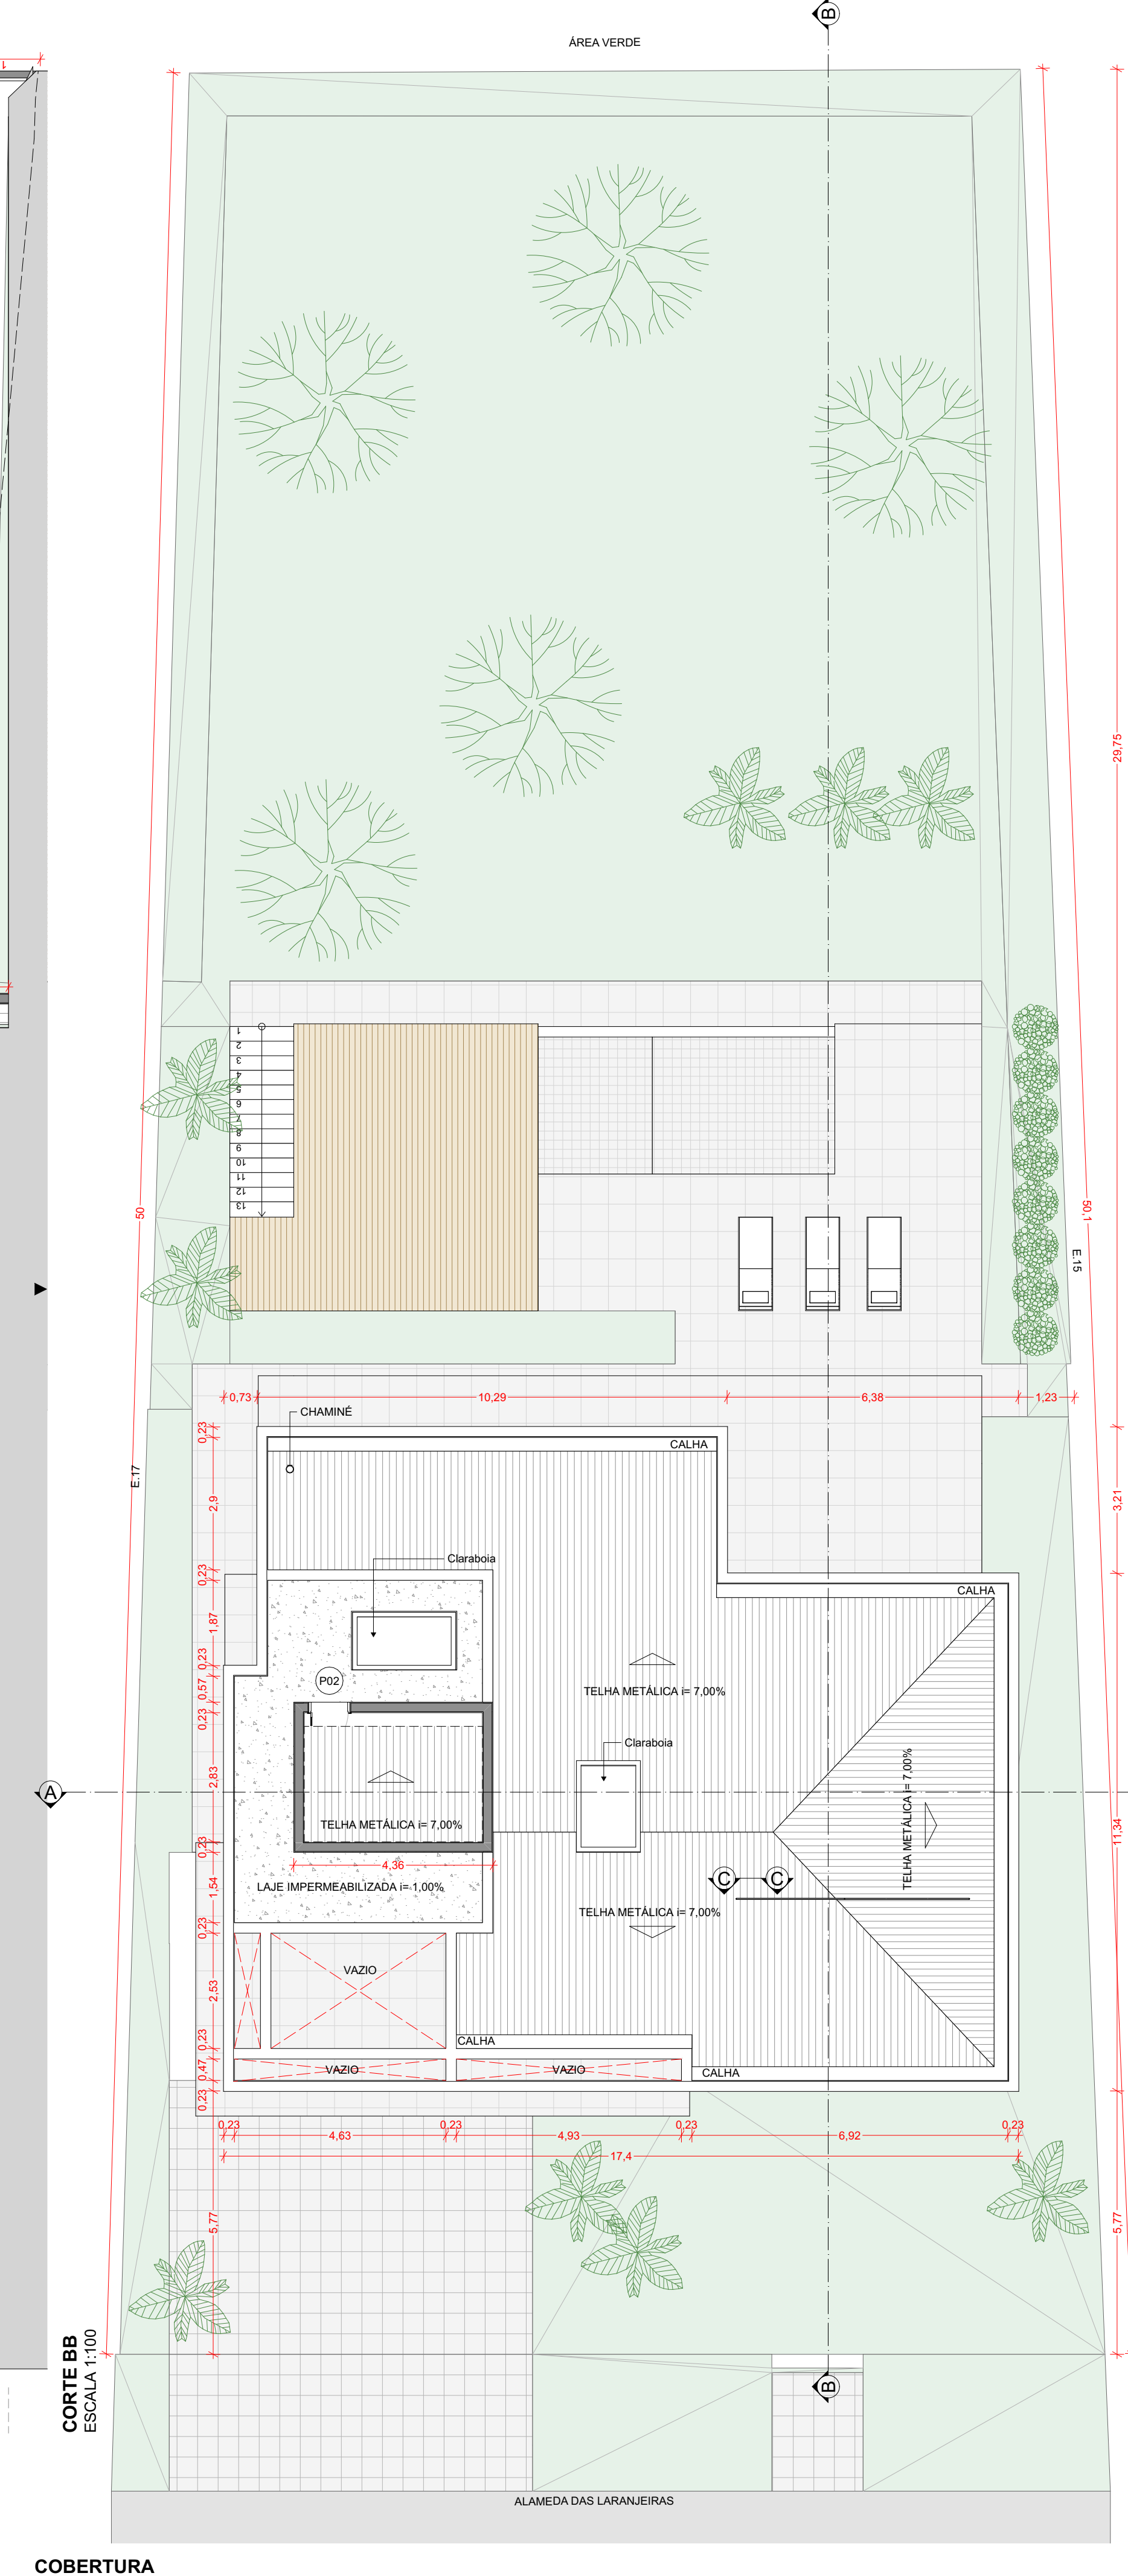 B
ÁREA VERDE
1
29,75
1
2
3
4
5
6
7
8
9
10
11
12
13
50
50,1
E.15
0,73
10,29
6,38
1,23
CHAMINÉ
0,23
CALHA
E.17
2,9
3,21
Claraboia
0,23
CALHA
1,87
0,23
P02
0,57
TELHA METÁLICA i= 7,00%
0,23
Claraboia
2,83
A
TELHA METÁLICA i= 7,00%
TELHA METÁLICA i= 7,00%
11,34
0,23
4,36
C
C
LAJE IMPERMEABILIZADA i= 1,00%
1,54
TELHA METÁLICA i= 7,00%
0,23
VAZIO
2,53
0,23
CALHA
0,47
VAZIO
VAZIO
CALHA
0,23
0,23
4,63
0,23
4,93
0,23
6,92
0,23
17,4
5,77
5,77
CORTE BB
ESCALA 1:100
B
ALAMEDA DAS LARANJEIRAS
COBERTURA